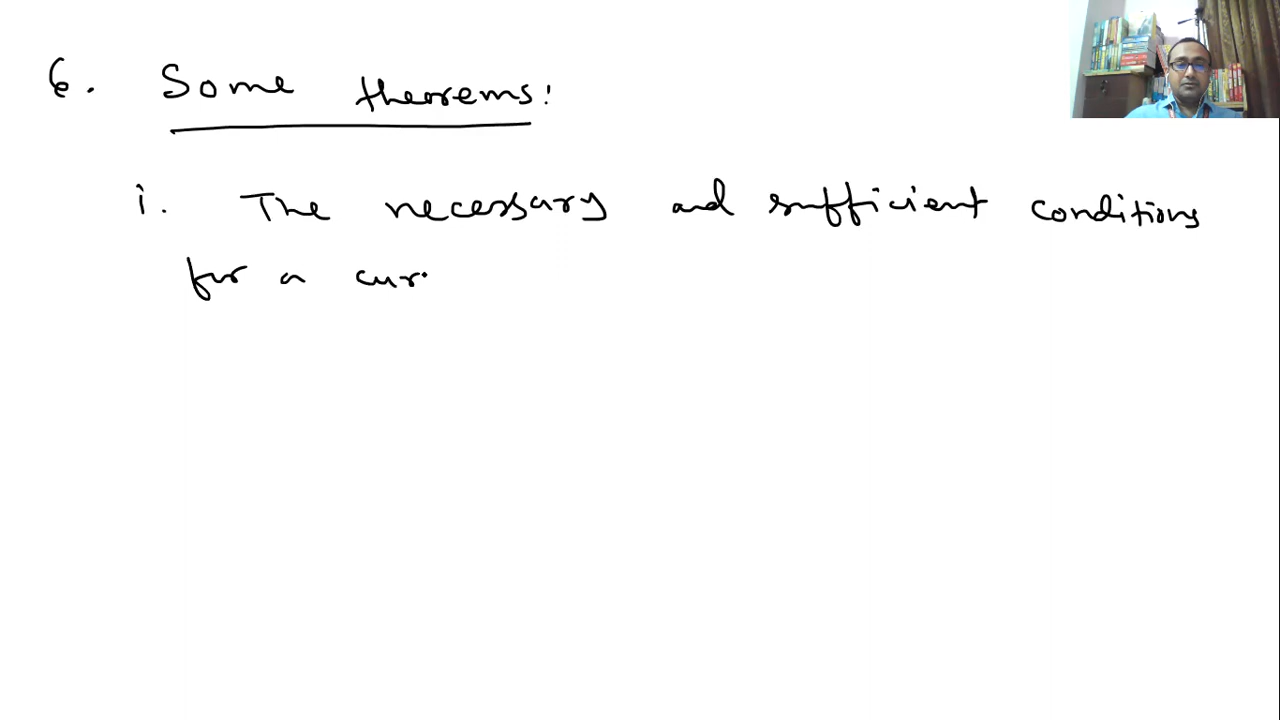 6. Some theorems:
i. The necessary and sufficient conditions
for a cur